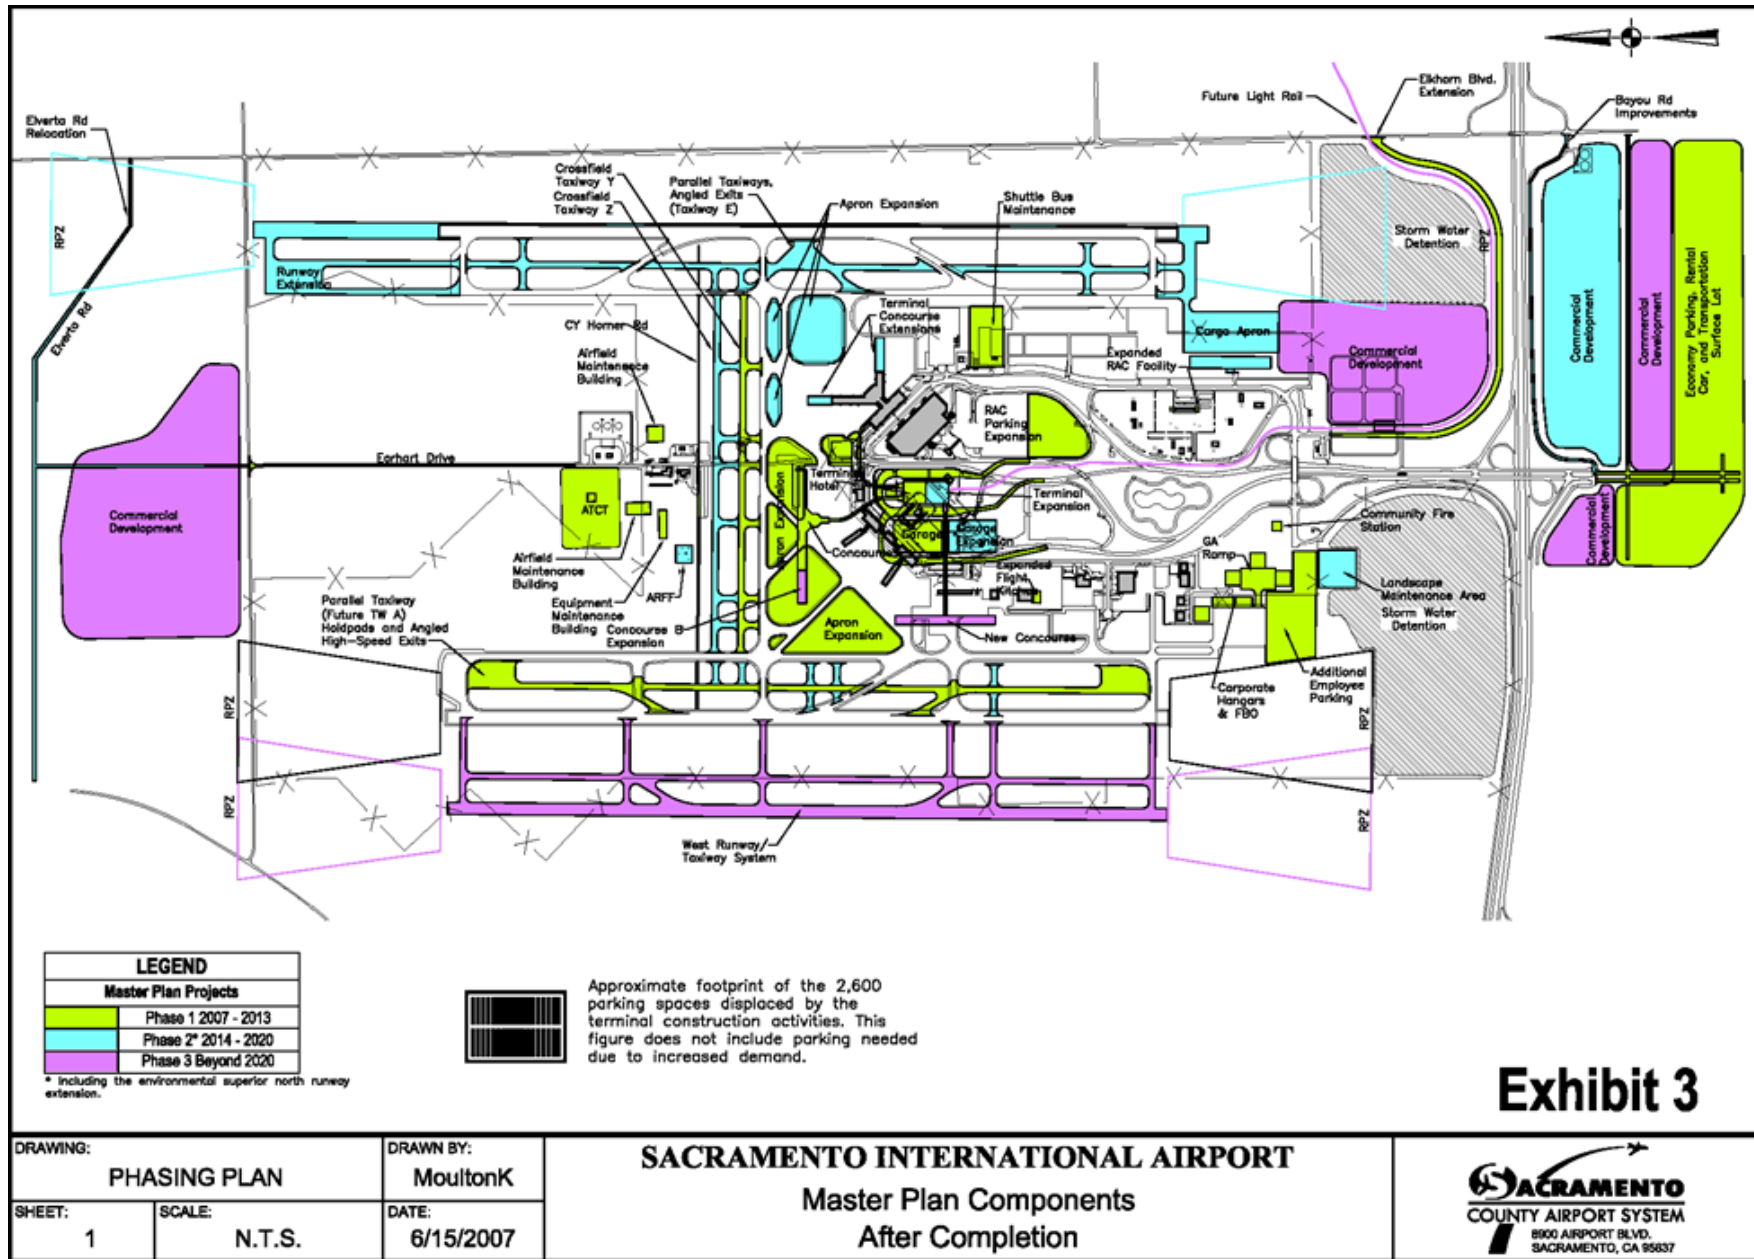 Elverta Rd
Relocation
RPZ
Elverta Rd
Runway
Extension
Crossfield
Taxiway Y
Crossfield
Taxiway Z
Parallel Taxiways,
Angled Exits
(Taxiway E)
Apron Expansion
Shuttle Bus
Maintenance
Future Light Rail
Elkhorn Blvd.
Extension
Bayou Rd
Improvements
Storm Water
Detention
RPZ
Commercial
Development
Commercial
Development
Economy Parking, Rental
Car, and Transportation
Surface Lot
CY Homer Rd
Airfield
Maintenance
Building
Terminal
Concourse
Extensions
Cargo Apron
Expanded
RAC Facility
Commercial
Development
RAC
Parking
Expansion
Earhart Drive
Commercial
Development
ATCT
Terminal
Hotel
Apron Expansion
Terminal
Expansion
Garage
Garage
Expansion
Concourse
Community Fire
Station
Commercial
Development
GA
Ramp
Airfield
Maintenance
Building
ARFF
Equipment
Maintenance
Building
Concourse
Expansion
Expanded
Flight
Kitchen
Landscape
Maintenance Area
Storm Water
Detention
Parallel Taxiway
(Future TW A)
Holdpads and Angled
High-Speed Exits
Apron
Expansion
New Concourse
Corporate
Hangars
& FBO
Additional
Employee
Parking
RPZ
RPZ
RPZ
RPZ
West Runway/
Taxiway System
LEGEND
Master Plan Projects
Phase 1 2007 - 2013
Phase 2* 2014 - 2020
Phase 3 Beyond 2020
* Including the environmental superior north runway
extension.
Approximate footprint of the 2,600
parking spaces displaced by the
terminal construction activities. This
figure does not include parking needed
due to increased demand.
Exhibit 3
DRAWING:
PHASING PLAN
DRAWN BY:
MoultonK
SHEET:
1
SCALE:
N.T.S.
DATE:
6/15/2007
SACRAMENTO INTERNATIONAL AIRPORT
Master Plan Components
After Completion
SACRAMENTO
COUNTY AIRPORT SYSTEM
6900 AIRPORT BLVD.
SACRAMENTO, CA 95837